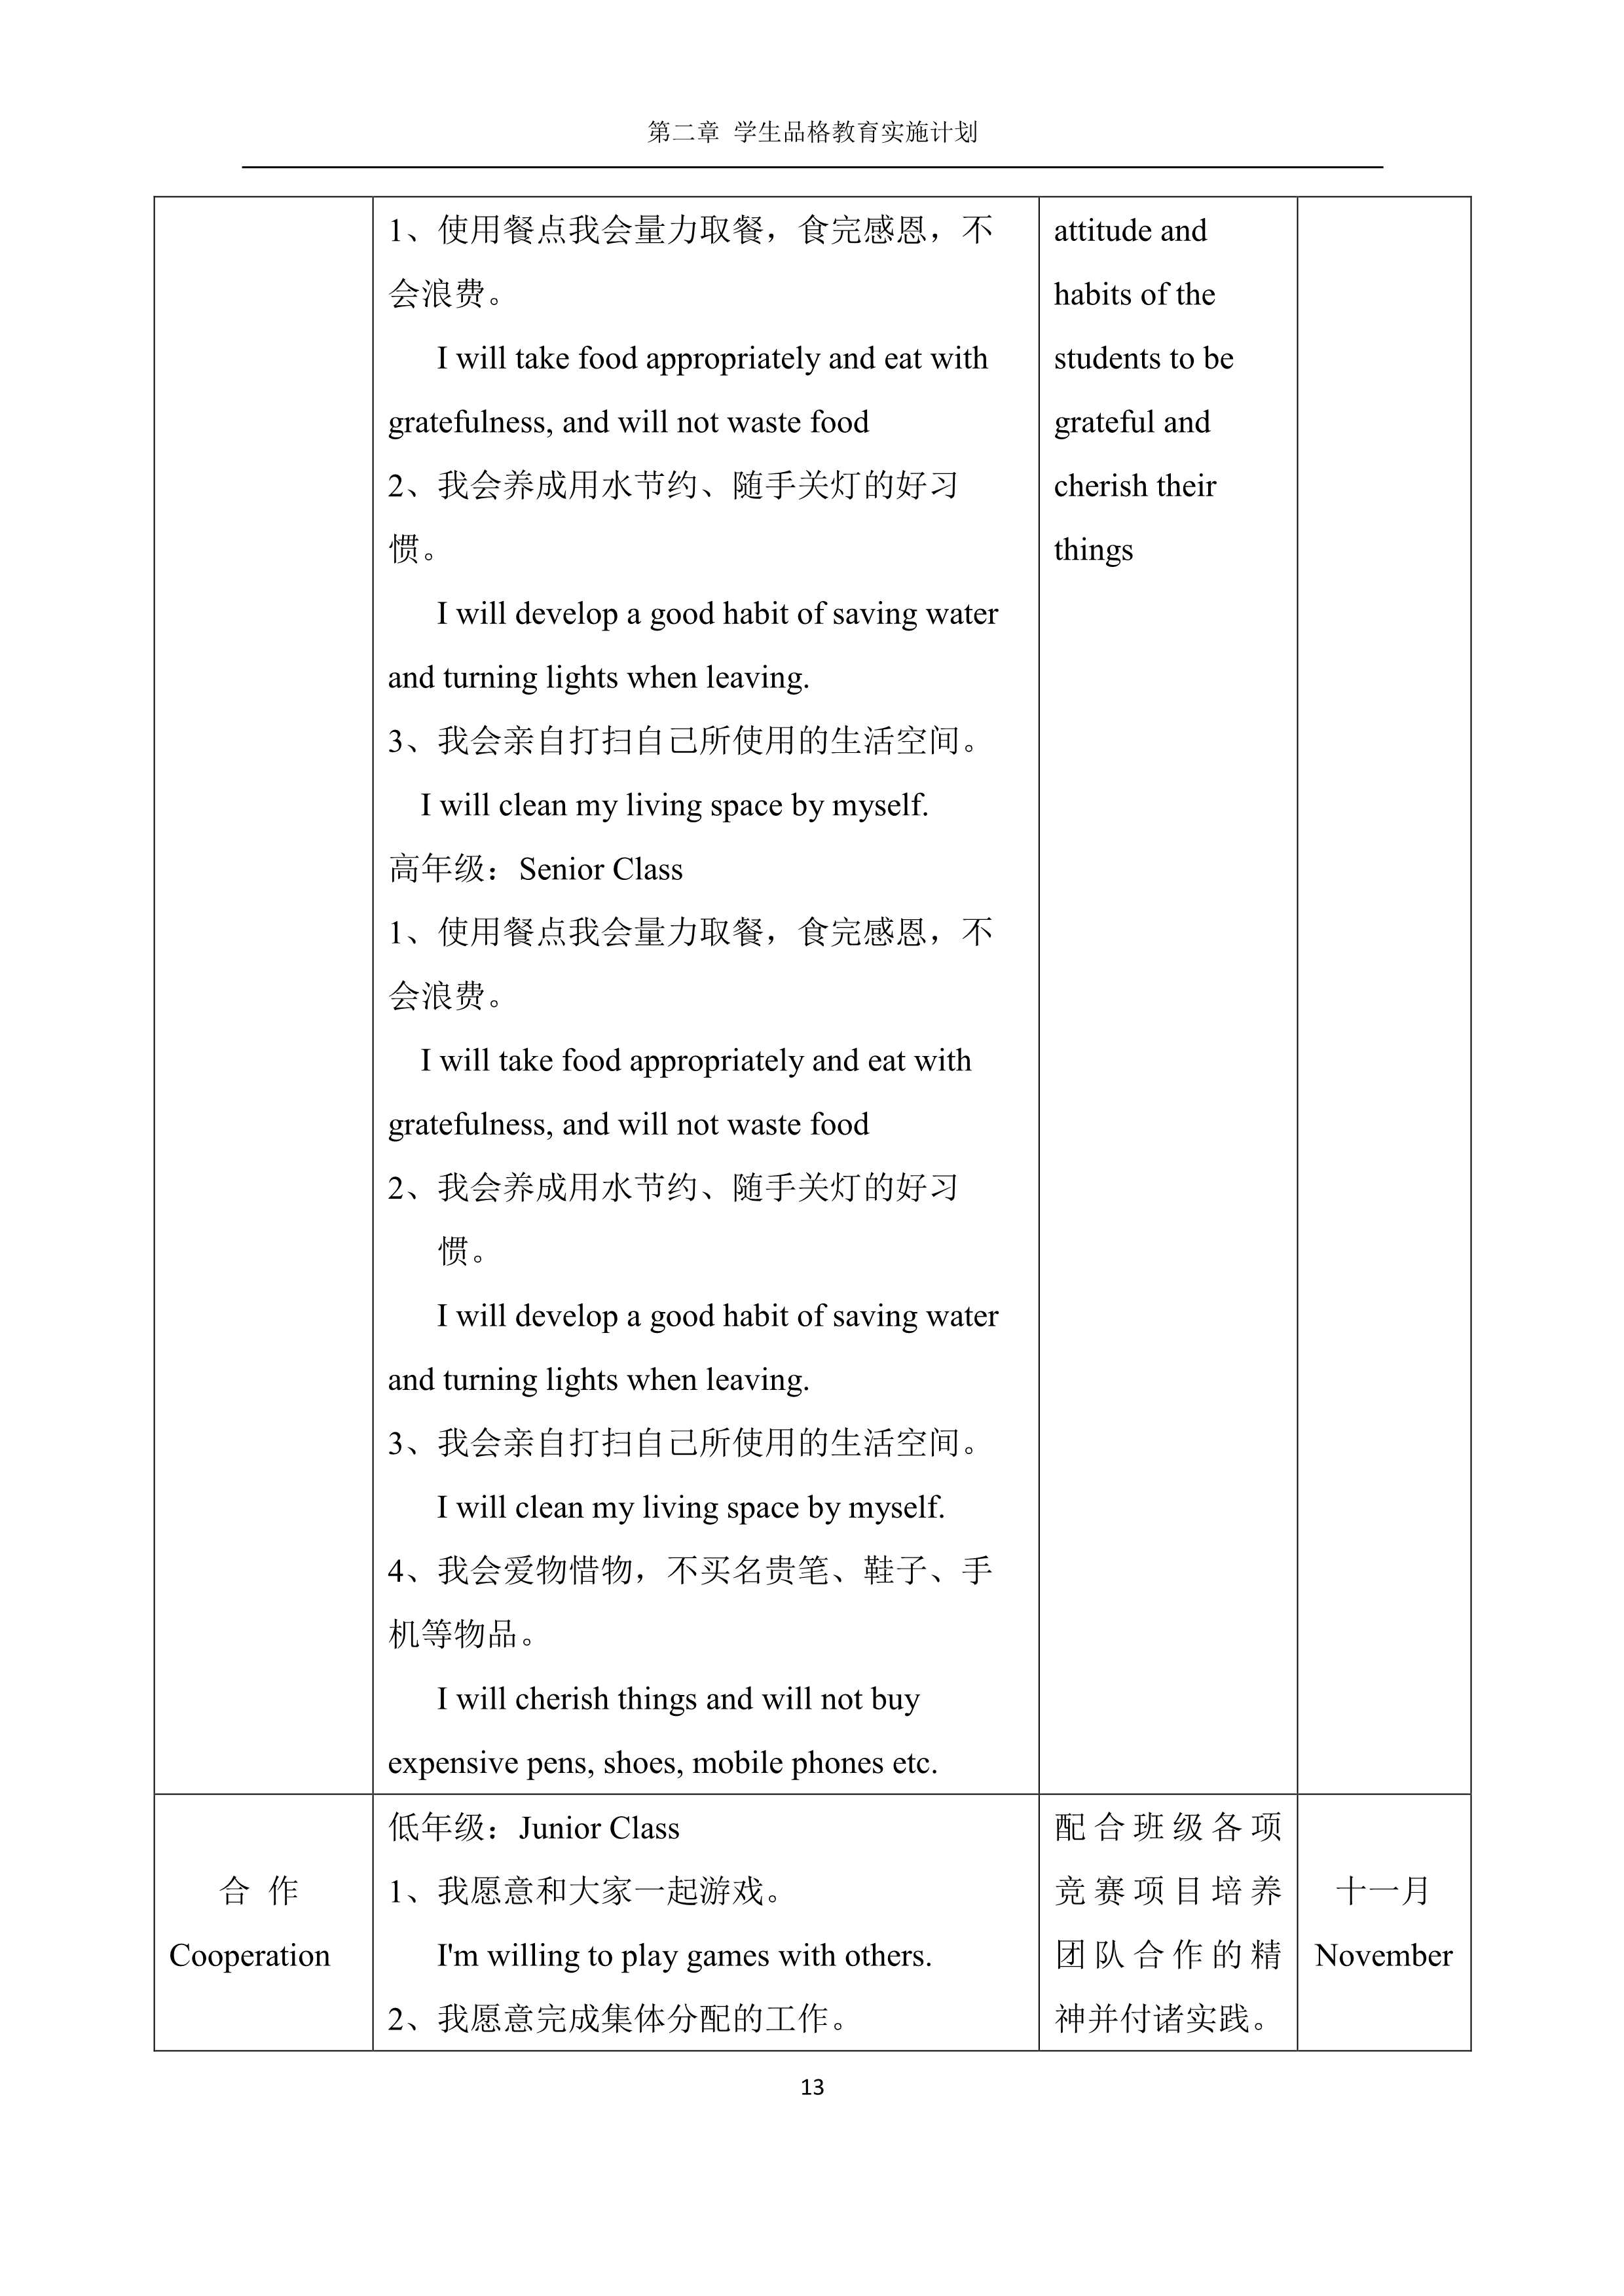 第二章 学生品格教育实施计划
1、使用餐点我会量力取餐，食完感恩，不
会浪费。
I will take food appropriately and eat with
gratefulness, and will not waste food
2、我会养成用水节约、随手关灯的好习
惯。
I will develop a good habit of saving water
and turning lights when leaving.
3、我会亲自打扫自己所使用的生活空间。
I will clean my living space by myself.
高年级：Senior Class
1、使用餐点我会量力取餐，食完感恩，不
会浪费。
I will take food appropriately and eat with
gratefulness, and will not waste food
2、我会养成用水节约、随手关灯的好习
惯。
I will develop a good habit of saving water
and turning lights when leaving.
3、我会亲自打扫自己所使用的生活空间。
I will clean my living space by myself.
4、我会爱物惜物，不买名贵笔、鞋子、手
机等物品。
I will cherish things and will not buy
expensive pens, shoes, mobile phones etc.
attitude and
habits of the
students to be
grateful and
cherish their
things
合 作
Cooperation
低年级：Junior Class
1、我愿意和大家一起游戏。
I'm willing to play games with others.
2、我愿意完成集体分配的工作。
配合班级各项
竞赛项目培养
团队合作的精
神并付诸实践。
十一月
November
13